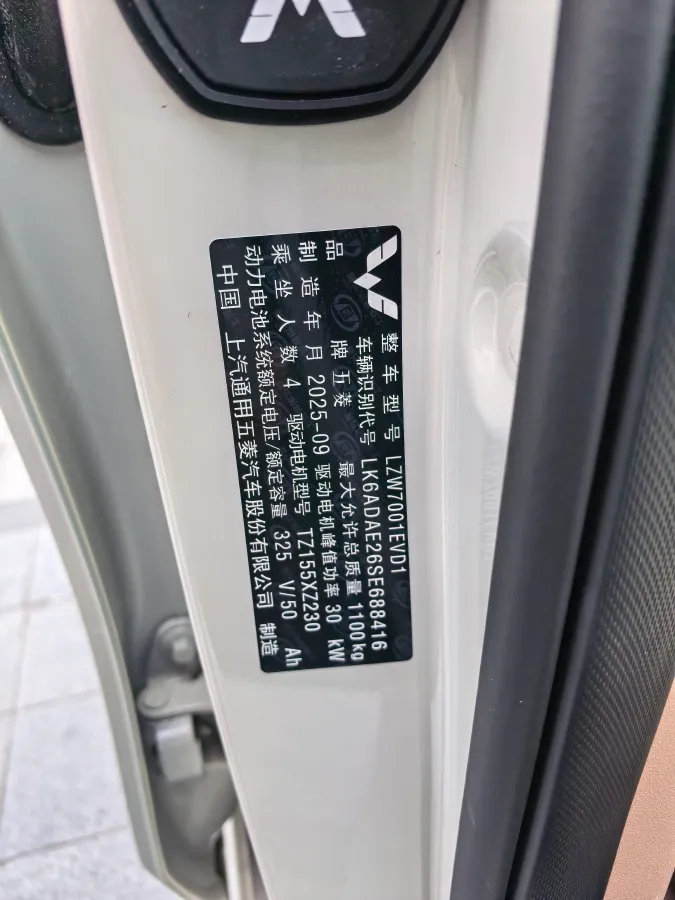 整车型号 LZW7001EVD1
车辆识别代号 LK6ADAE26SE688416
品牌 五菱 最大允许总质量 1100kg
制造年月 2025-09 驱动电机峰值功率 30 kW
乘坐人数 4 驱动电机型号 TZ155XZ230
动力电池系统额定电压/额定容量 325 V/50 Ah
中国 上汽通用五菱汽车股份有限公司 制造